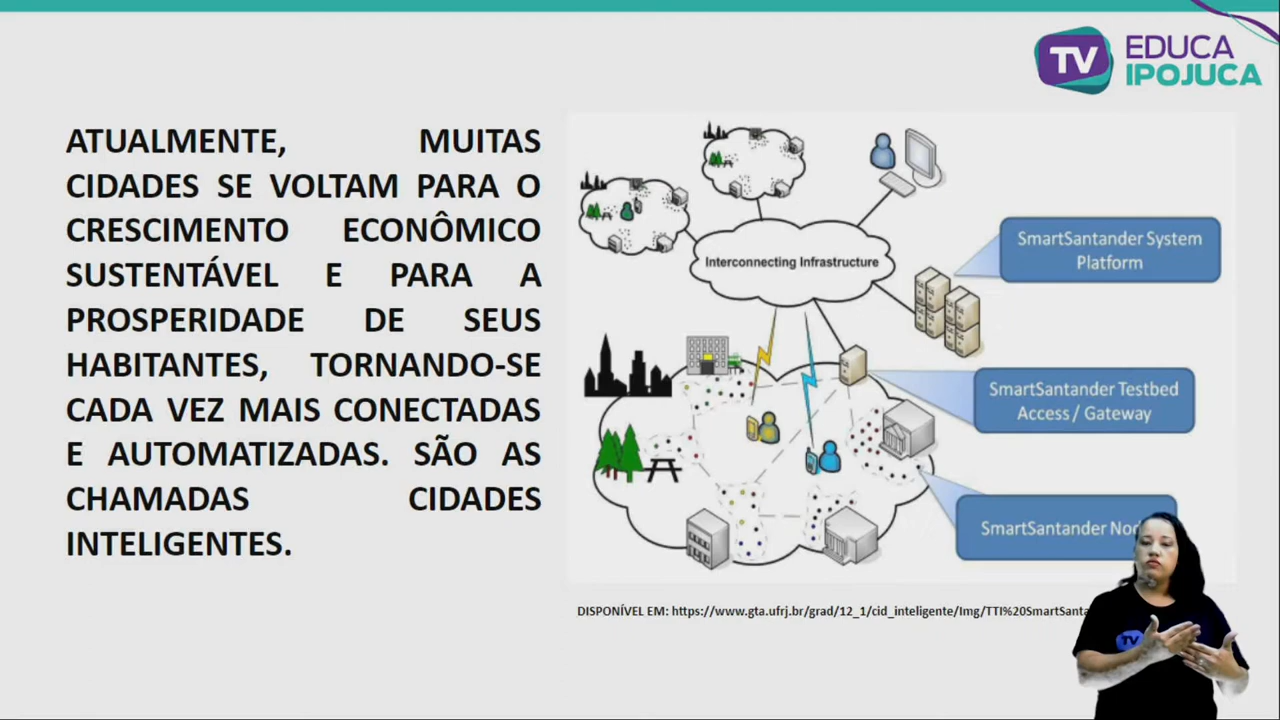 TV EDUCA
IPOJUCA
ATUALMENTE, MUITAS
CIDADES SE VOLTAM PARA O
CRESCIMENTO ECONÔMICO
SUSTENTÁVEL E PARA A
PROSPERIDADE DE SEUS
HABITANTES, TORNANDO-SE
CADA VEZ MAIS CONECTADAS
E AUTOMATIZADAS. SÃO AS
CHAMADAS CIDADES
INTELIGENTES.
Interconnecting Infrastructure
SmartSantander System
Platform
SmartSantander Testbed
Access / Gateway
SmartSantander
DISPONÍVEL EM: https://www.gta.ufrj.br/grad/12_1/cid_inteligente/Img/TTI%20SmartSanta
TV